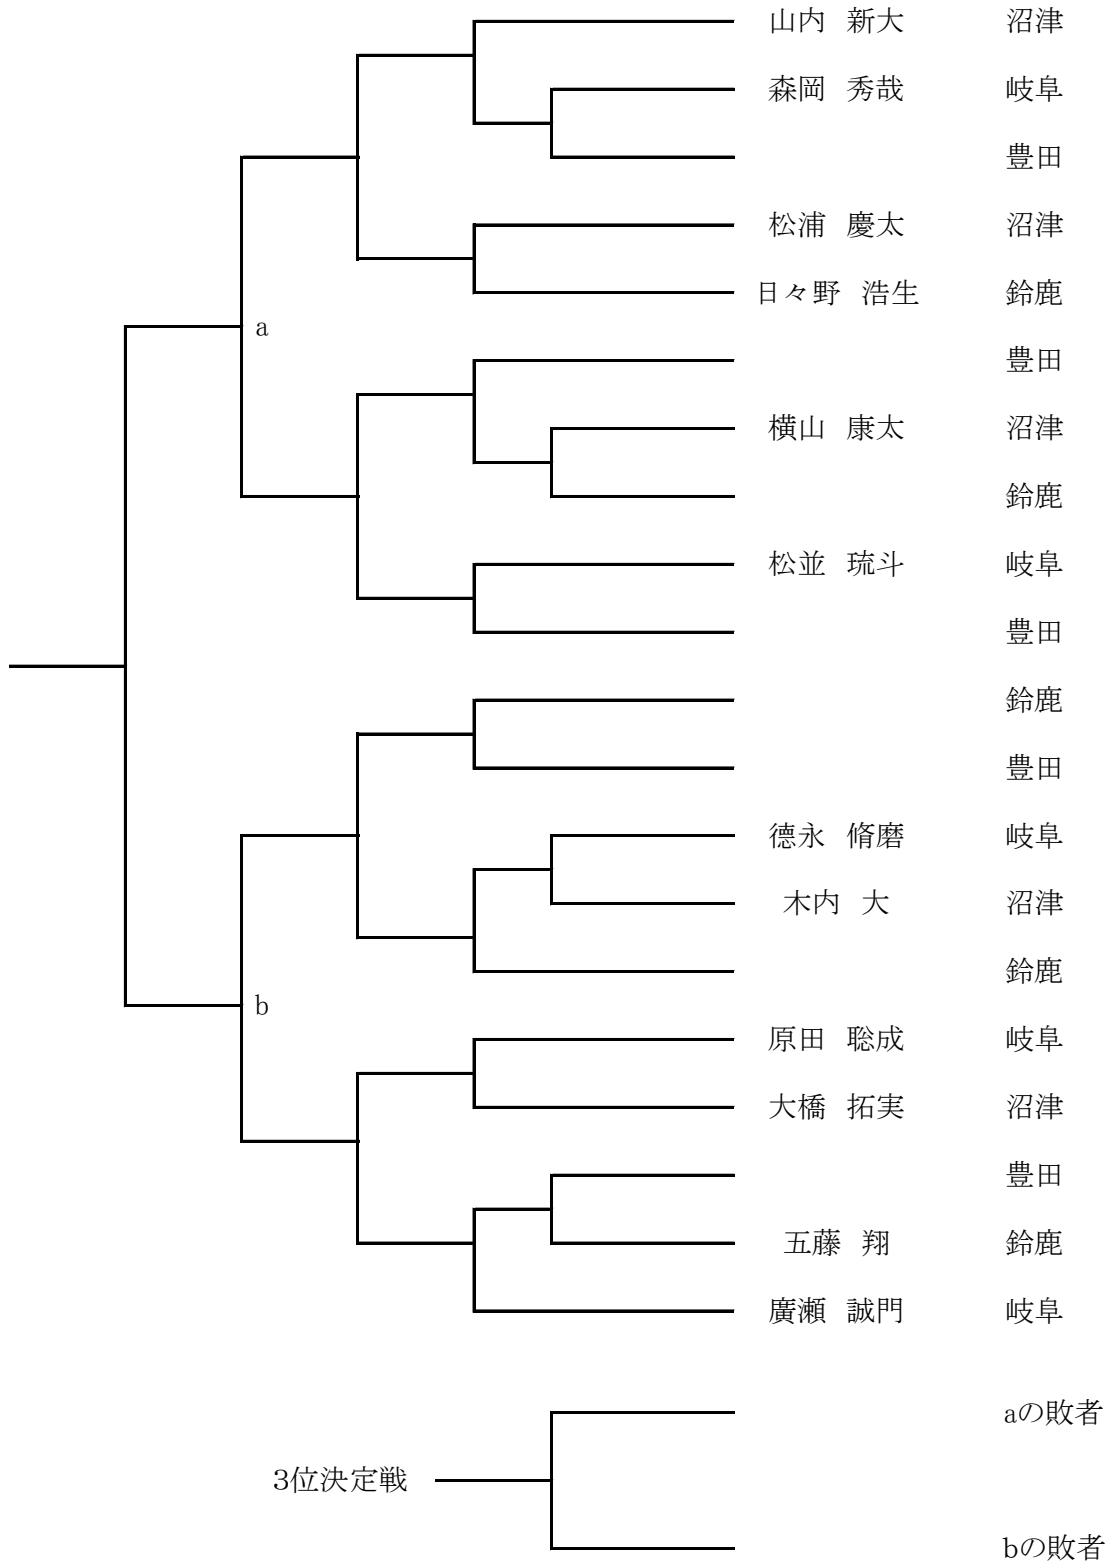 山内 新大 沼津
森岡 秀哉 岐阜
豊田
松浦 慶太 沼津
日々野 浩生 鈴鹿
a
豊田
横山 康太 沼津
鈴鹿
松並 琉斗 岐阜
豊田
鈴鹿
豊田
德永 脩磨 岐阜
木内 大 沼津
鈴鹿
b
原田 聡成 岐阜
大橋 拓実 沼津
豊田
五藤 翔 鈴鹿
廣瀬 誠門 岐阜
aの敗者
3位決定戦
bの敗者